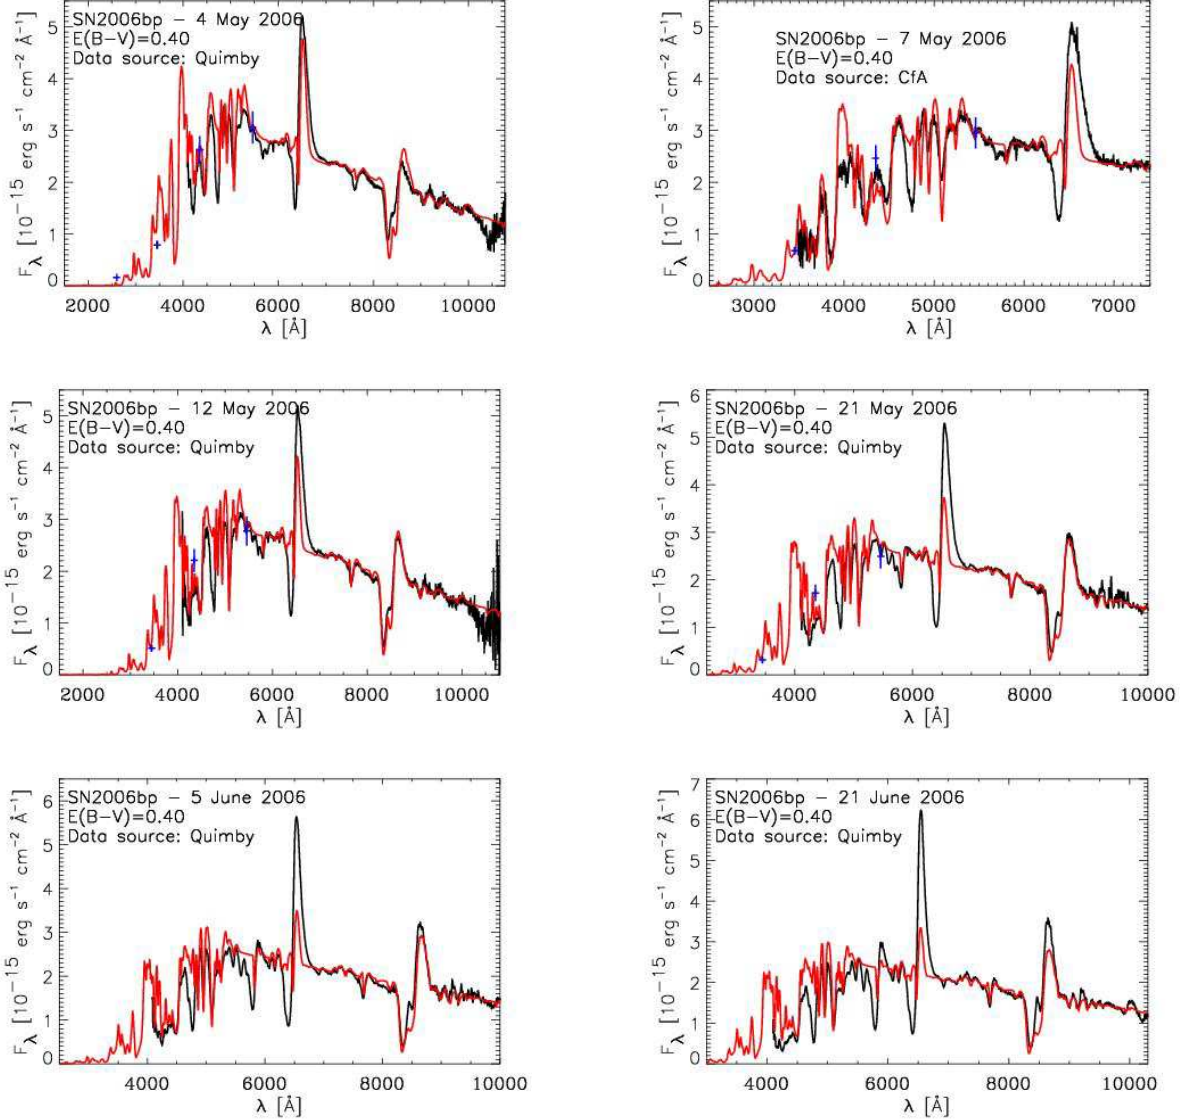 SN2006bp − 4 May 2006
E(B−V)=0.40
Data source: Quimby
5
4
3
2
1
0
F_λ [10⁻¹⁵ erg s⁻¹ cm⁻² Å⁻¹]
2000 4000 6000 8000 10000
λ [Å]
SN2006bp − 7 May 2006
E(B−V)=0.40
Data source: CfA
5
4
3
2
1
0
F_λ [10⁻¹⁵ erg s⁻¹ cm⁻² Å⁻¹]
3000 4000 5000 6000 7000
λ [Å]
SN2006bp − 12 May 2006
E(B−V)=0.40
Data source: Quimby
5
4
3
2
1
0
F_λ [10⁻¹⁵ erg s⁻¹ cm⁻² Å⁻¹]
2000 4000 6000 8000 10000
λ [Å]
SN2006bp − 21 May 2006
E(B−V)=0.40
Data source: Quimby
6
5
4
3
2
1
0
F_λ [10⁻¹⁵ erg s⁻¹ cm⁻² Å⁻¹]
4000 6000 8000 10000
λ [Å]
SN2006bp − 5 June 2006
E(B−V)=0.40
Data source: Quimby
6
5
4
3
2
1
0
F_λ [10⁻¹⁵ erg s⁻¹ cm⁻² Å⁻¹]
4000 6000 8000 10000
λ [Å]
SN2006bp − 21 June 2006
E(B−V)=0.40
Data source: Quimby
7
6
5
4
3
2
1
0
F_λ [10⁻¹⁵ erg s⁻¹ cm⁻² Å⁻¹]
4000 6000 8000 10000
λ [Å]